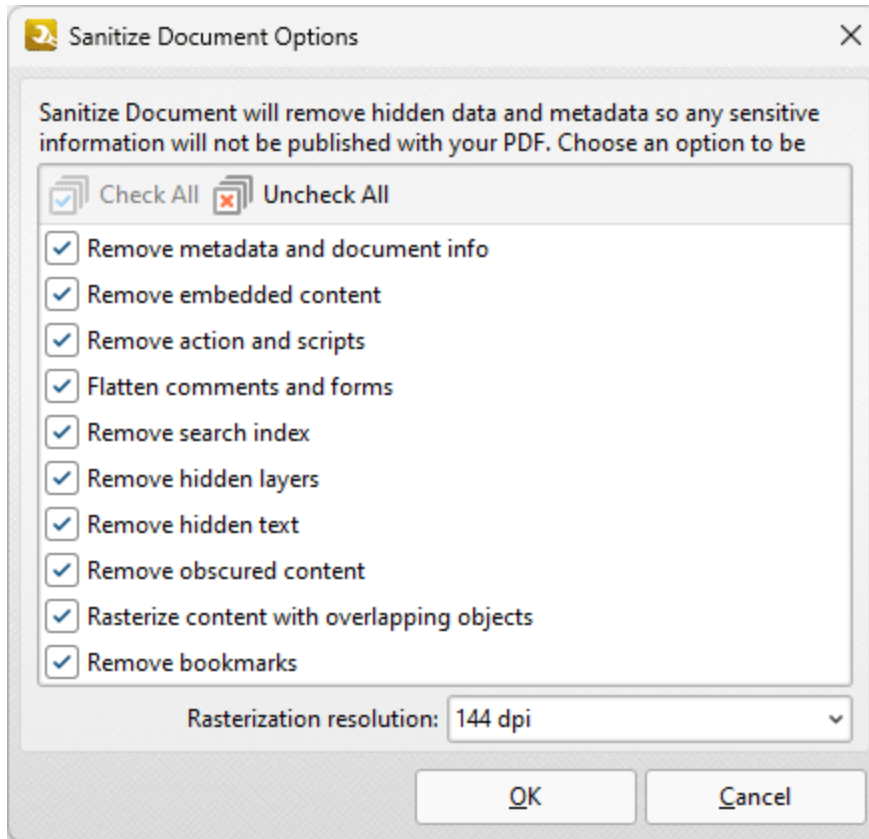 Sanitize Document Options
Sanitize Document will remove hidden data and metadata so any sensitive
information will not be published with your PDF. Choose an option to be
Check All Uncheck All
Remove metadata and document info
Remove embedded content
Remove action and scripts
Flatten comments and forms
Remove search index
Remove hidden layers
Remove hidden text
Remove obscured content
Rasterize content with overlapping objects
Remove bookmarks
Rasterization resolution: 144 dpi
OK Cancel